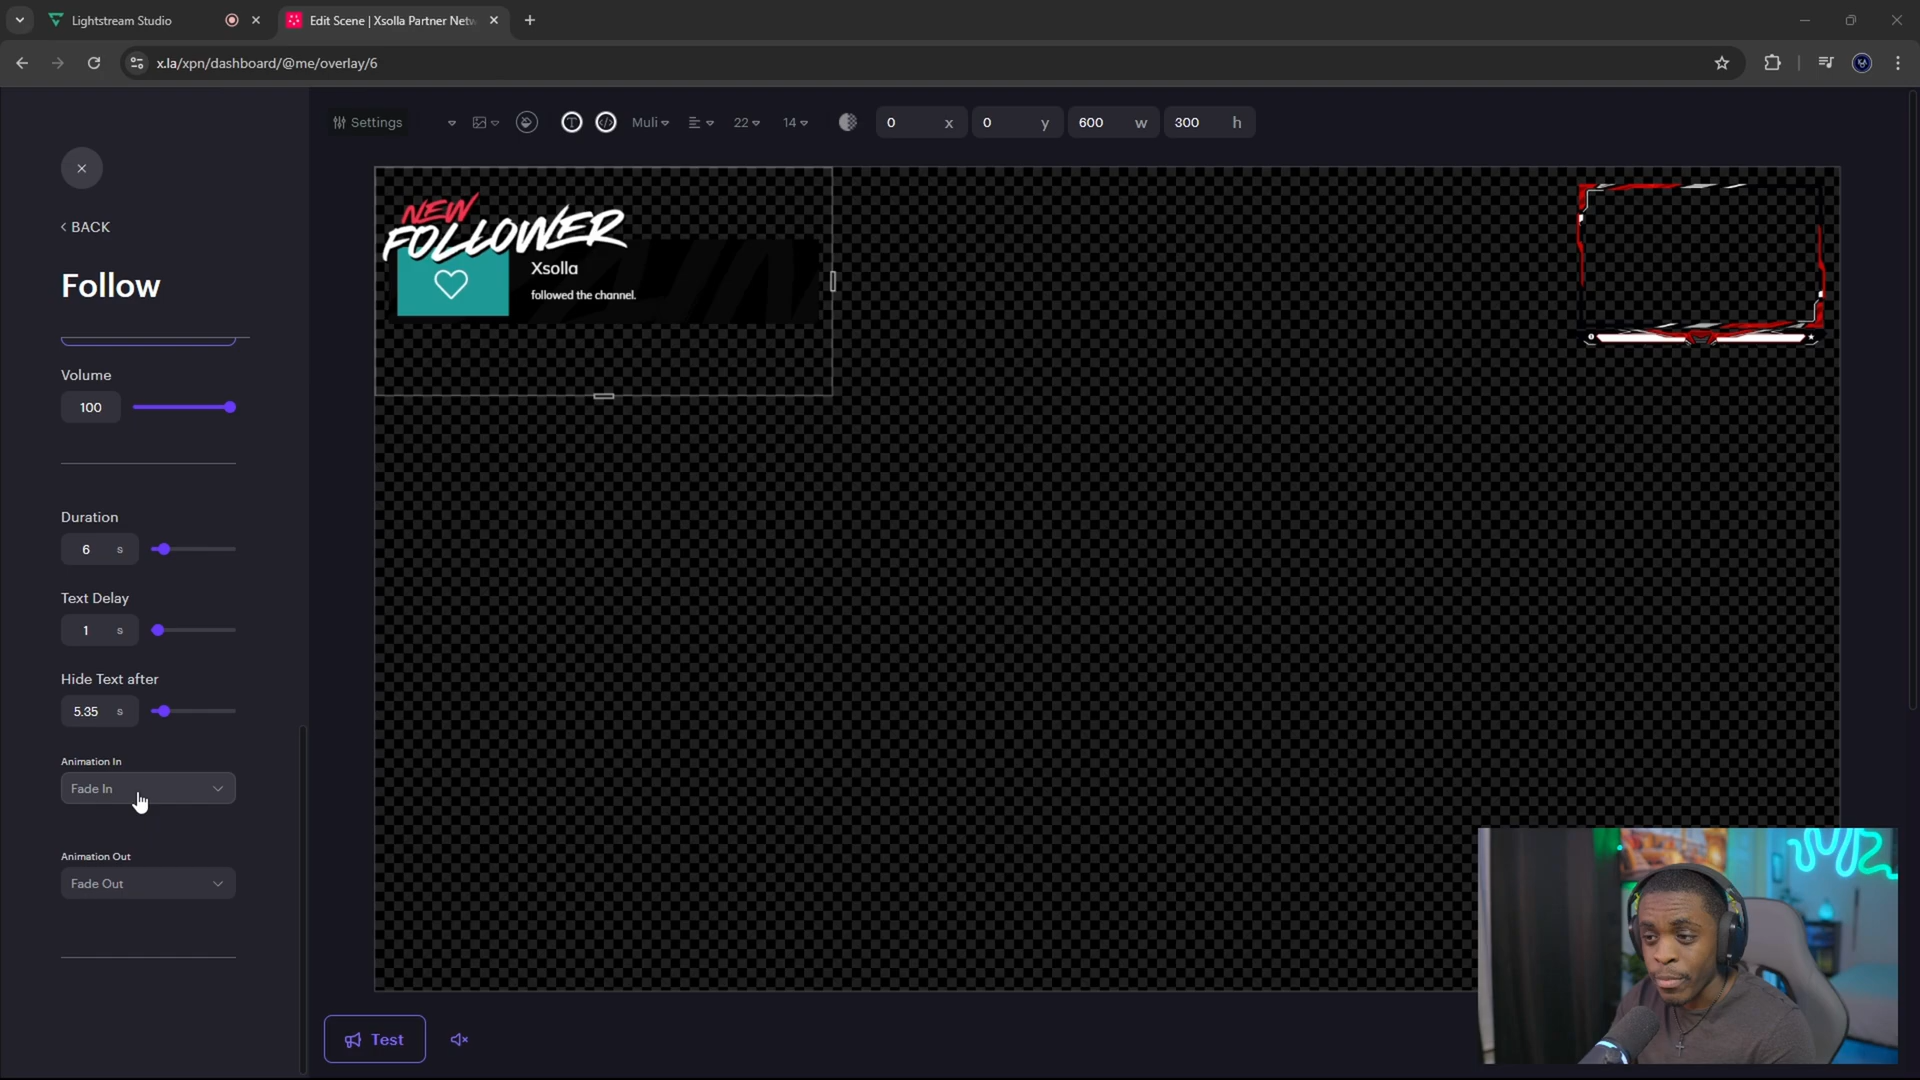 Lightstream Studio
Edit Scene | Xsolla Partner Netw
x.la/xpn/dashboard/@me/overlay/6
Settings
Muli
22
14
0 x
0 y
600 w
300 h
BACK
Follow
Volume
100
Duration
6 s
Text Delay
1 s
Hide Text after
5.35 s
Animation In
Fade In
Animation Out
Fade Out
NEW
FOLLOWER
Xsolla
followed the channel.
Test